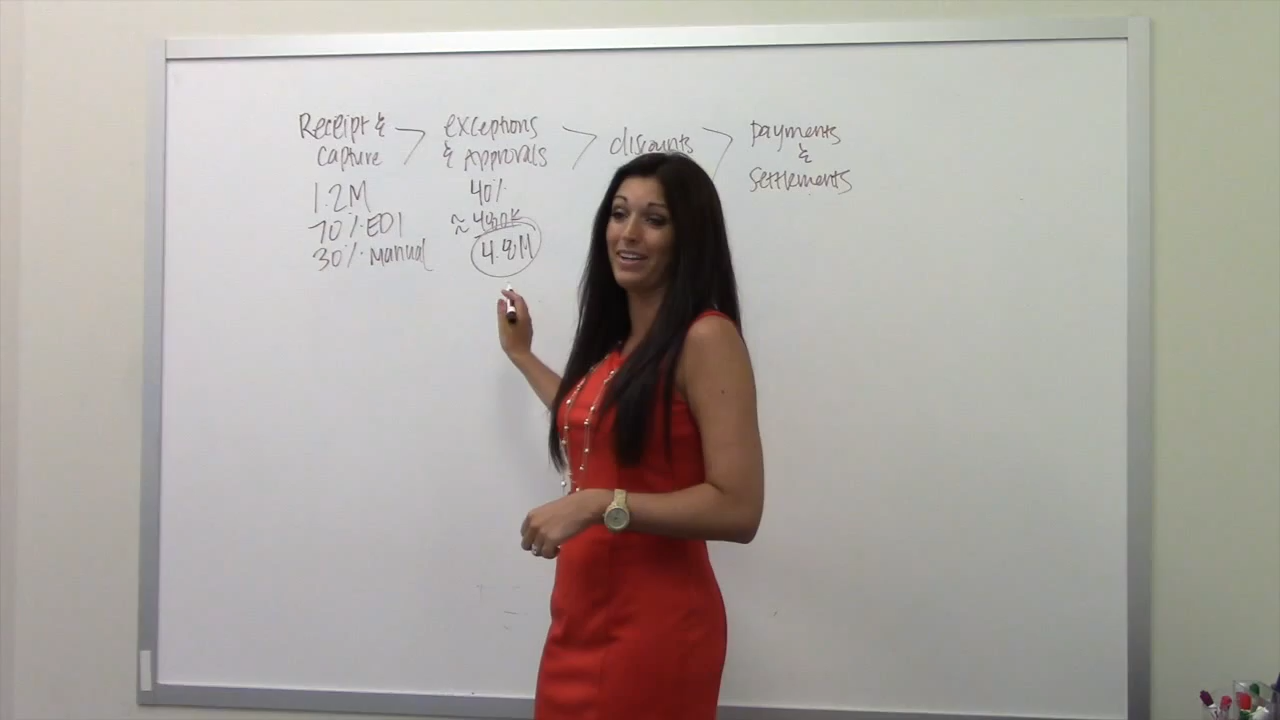 Receipt &
Capture
1.2M
70% EDI
30% Manual
exceptions
& Approvals
40%
≈ 480K
4.8M
discounts
payments
&
Settlements